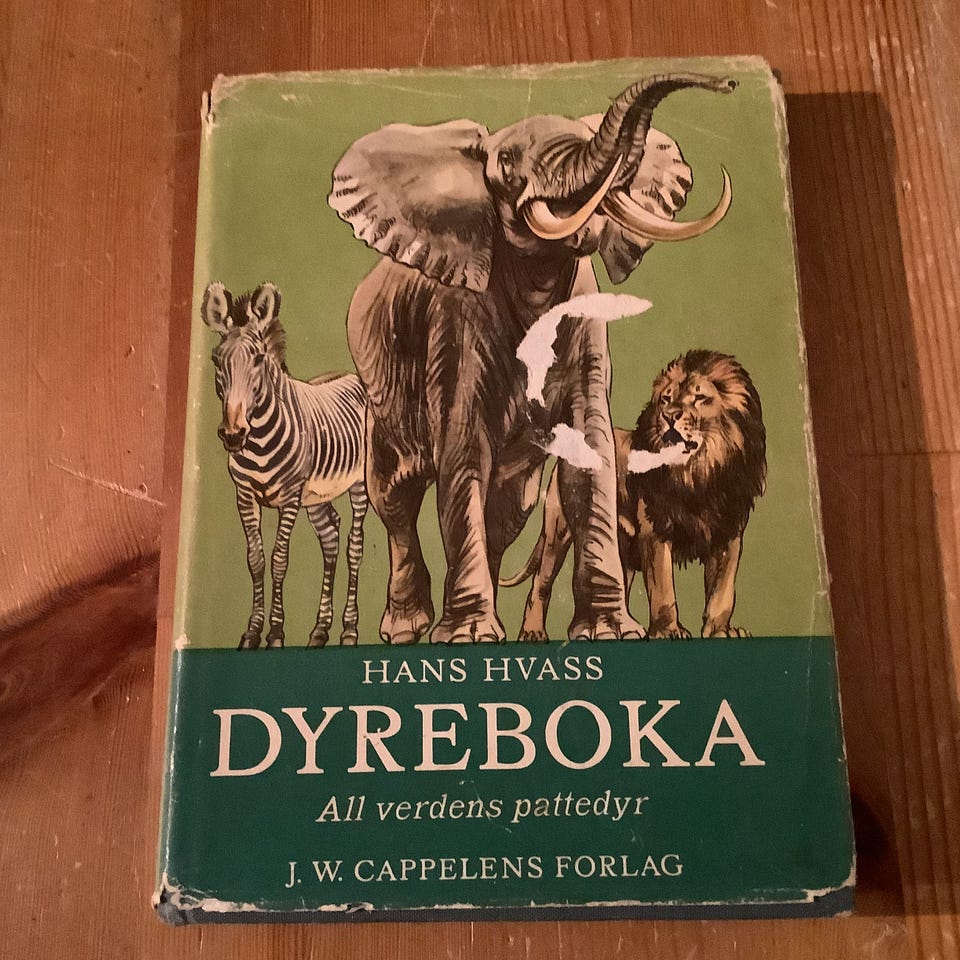 HANS HVASS
DYREBOKA
All verdens pattedyr
J. W. CAPPELENS FORLAG